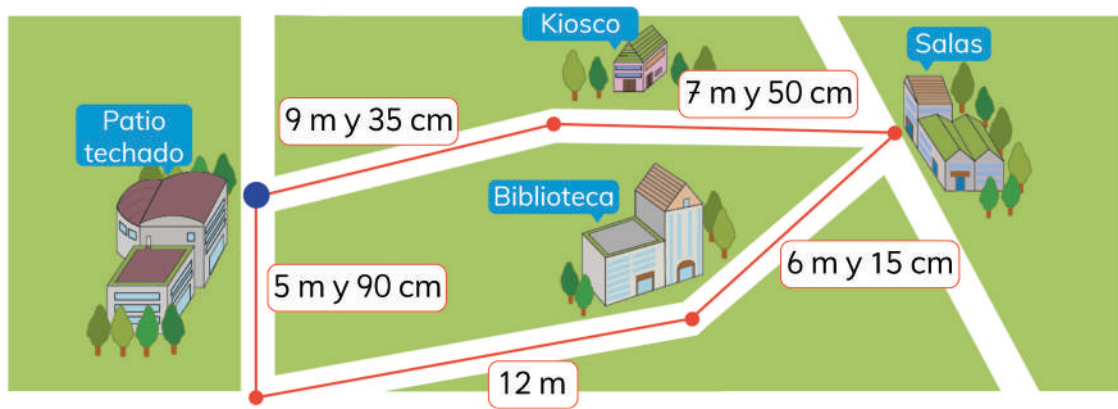 Kiosco
Salas
7 m y 50 cm
9 m y 35 cm
Patio
techado
Biblioteca
6 m y 15 cm
5 m y 90 cm
12 m